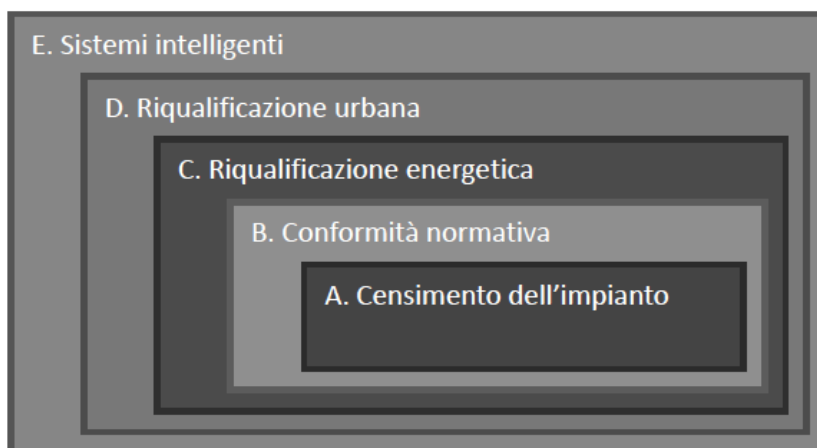 E. Sistemi intelligenti
D. Riqualificazione urbana
C. Riqualificazione energetica
B. Conformità normativa
A. Censimento dell’impianto